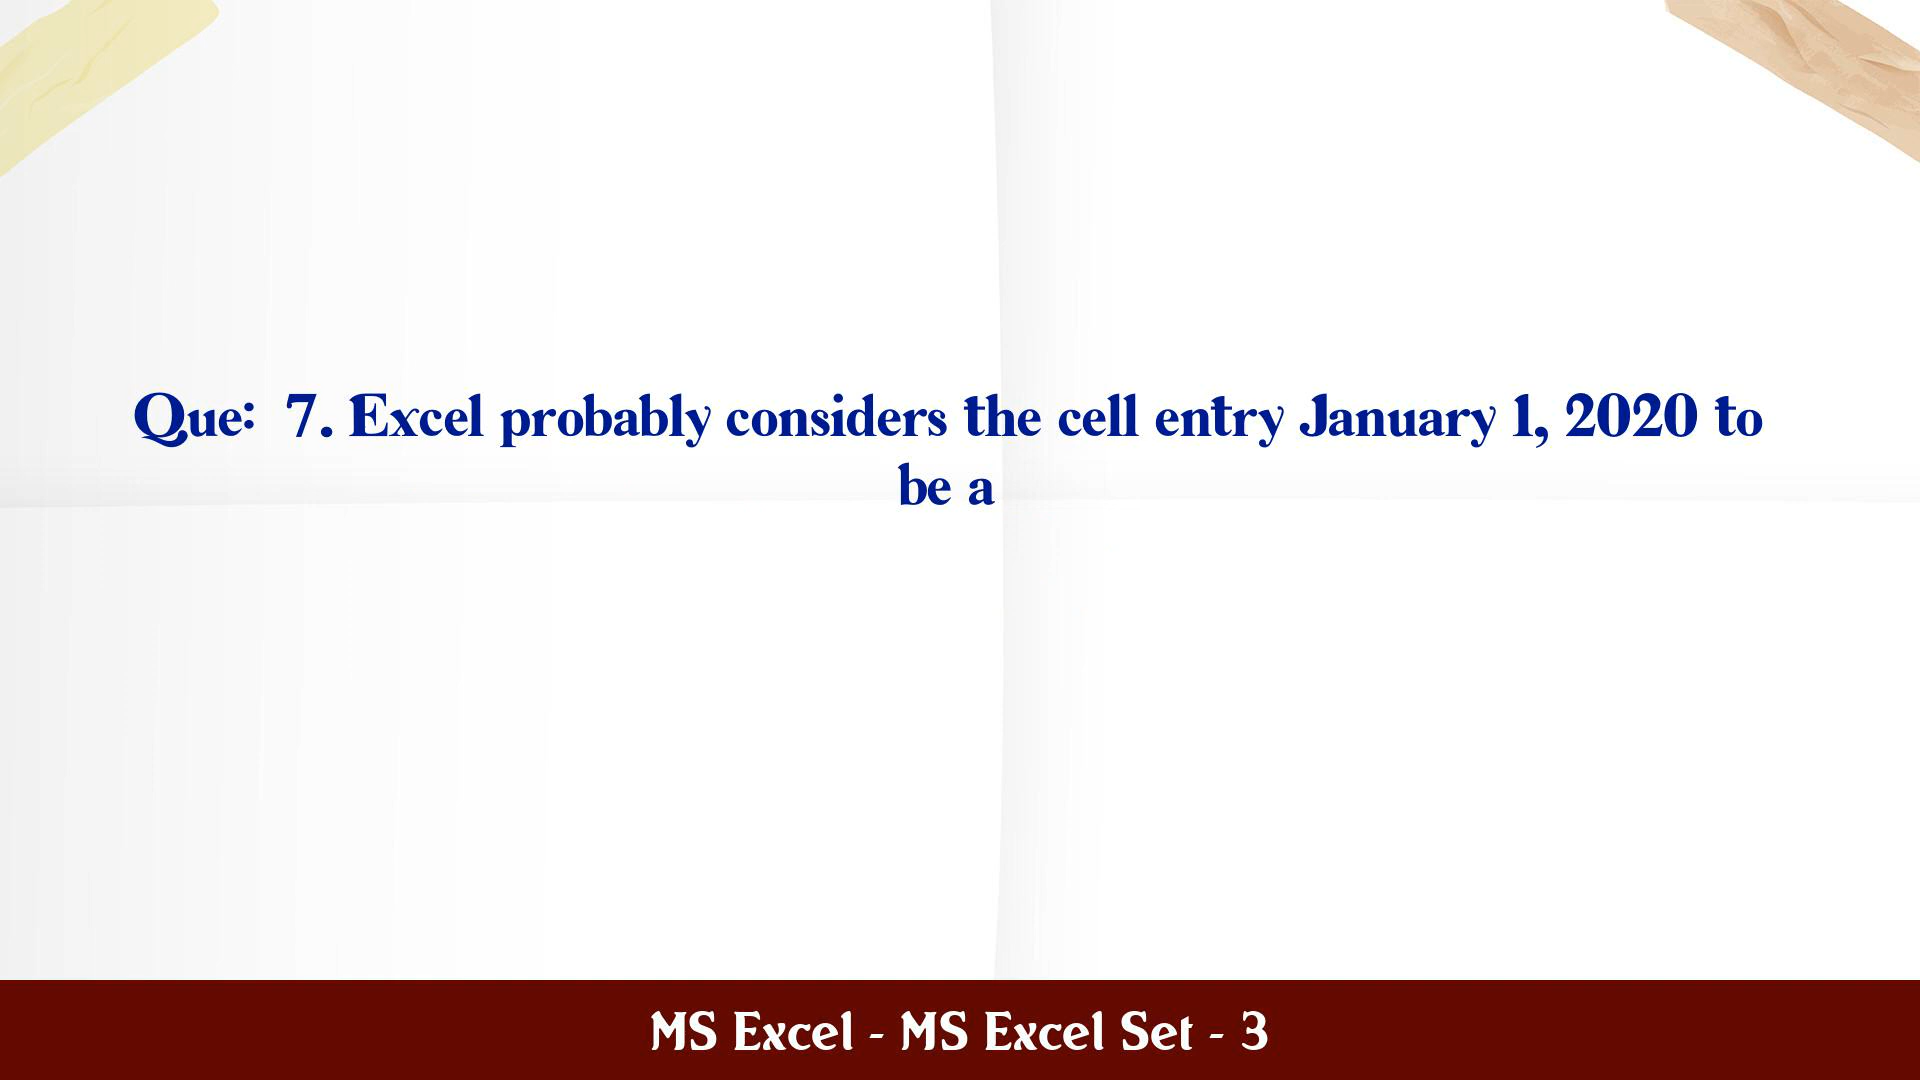 Que:  7. Excel probably considers the cell entry January 1, 2020 to
be a
MS Excel - MS Excel Set - 3